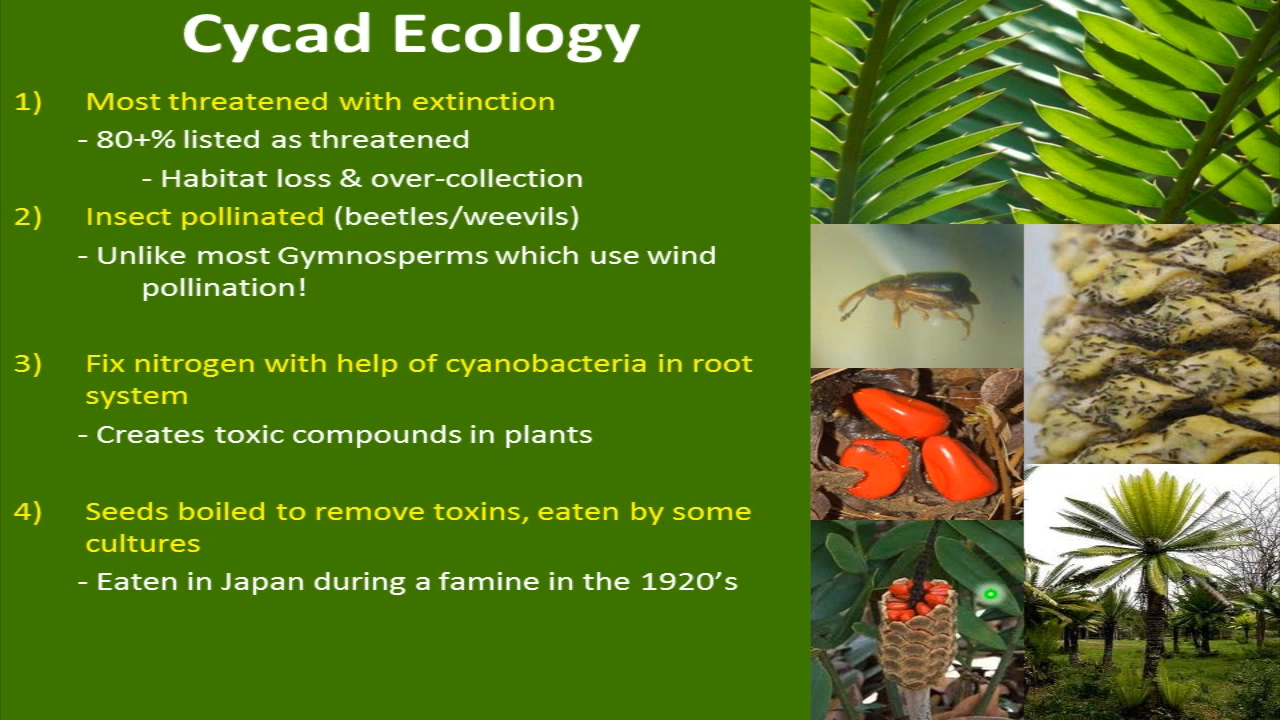 Cycad Ecology
1) Most threatened with extinction
- 80+% listed as threatened
- Habitat loss & over-collection
2) Insect pollinated (beetles/weevils)
- Unlike most Gymnosperms which use wind
pollination!
3) Fix nitrogen with help of cyanobacteria in root
system
- Creates toxic compounds in plants
4) Seeds boiled to remove toxins, eaten by some
cultures
- Eaten in Japan during a famine in the 1920’s